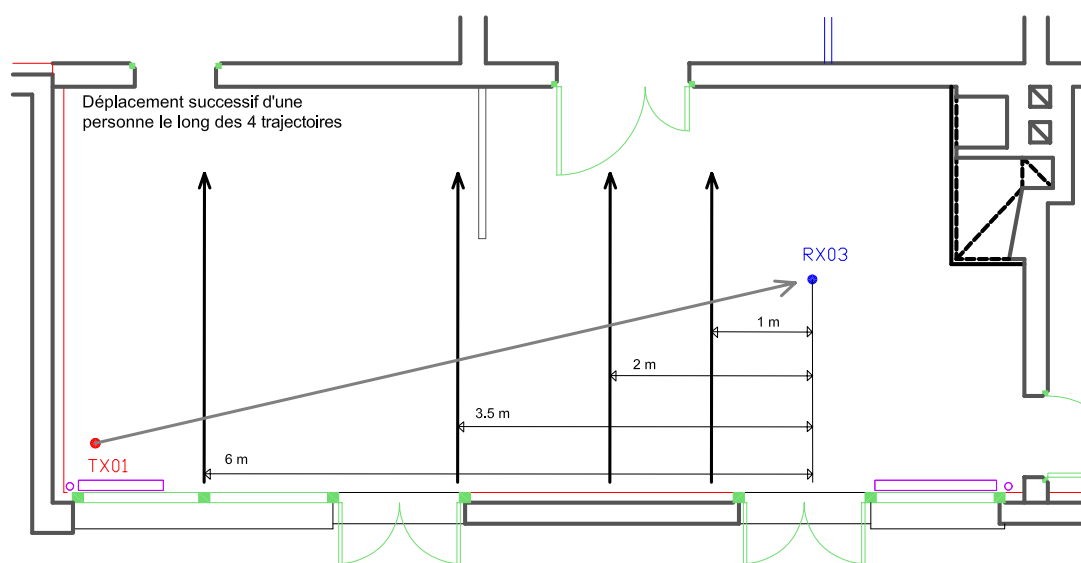 Déplacement successif d'une
personne le long des 4 trajectoires
RX03
1 m
2 m
3.5 m
6 m
TX01